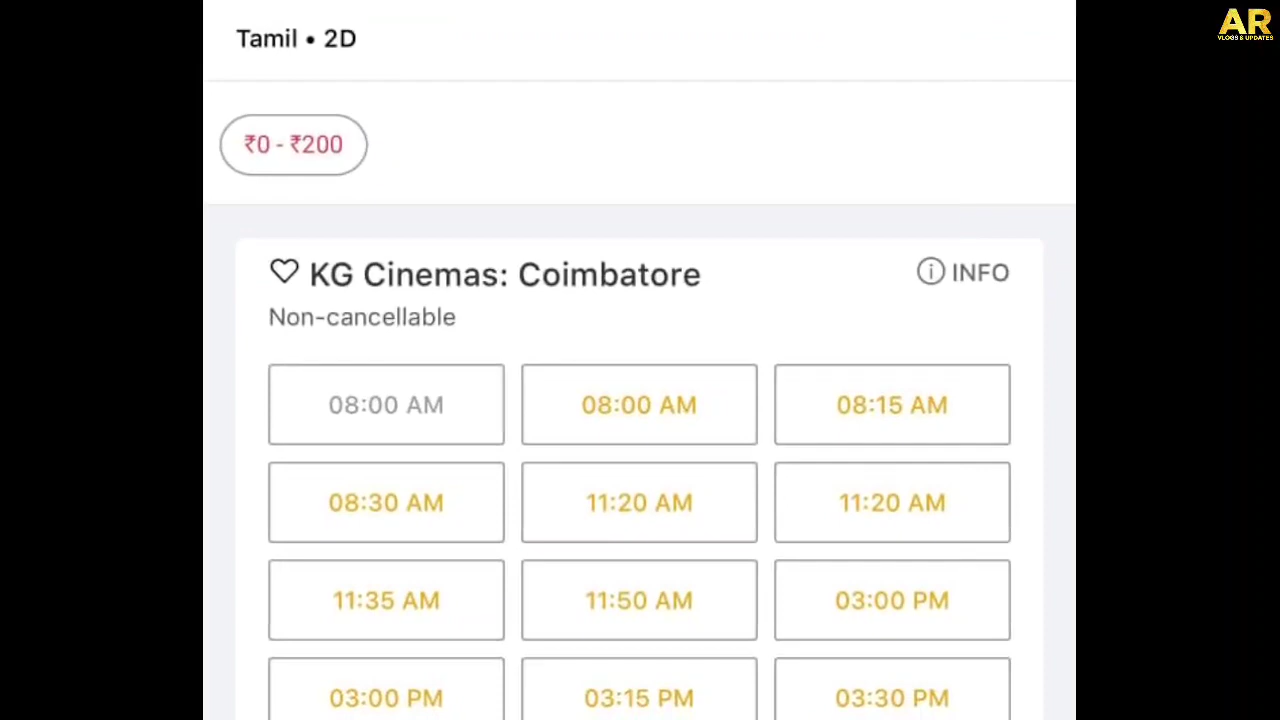 AR
VLOGS & UPDATES
Tamil • 2D
₹0 - ₹200
KG Cinemas: Coimbatore
INFO
Non-cancellable
08:00 AM
08:00 AM
08:15 AM
08:30 AM
11:20 AM
11:20 AM
11:35 AM
11:50 AM
03:00 PM
03:00 PM
03:15 PM
03:30 PM